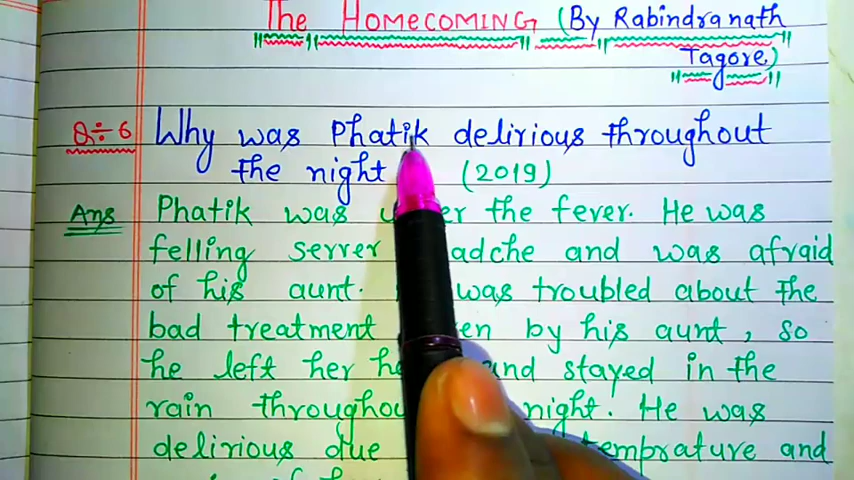 The HOMECOMING (By Rabindranath
Tagore.)
Q÷6 Why was Phatik delirious throughout
the night (2019)
Ans Phatik was er the fever. He was
felling serrer adche and was afraid
of his aunt. was troubled about the
bad treatment en by his aunt, so
he left her h and stayed in the
rain throughou night. He was
delirious due temprature and